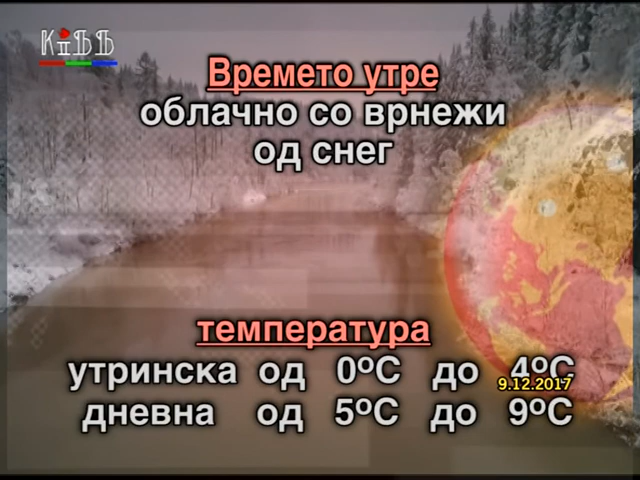 KiSS
Времето утре
облачно со врнежи
од снег
температура
утринска од 0ºC до 4ºC
9.12.2017
дневна од 5ºC до 9ºC